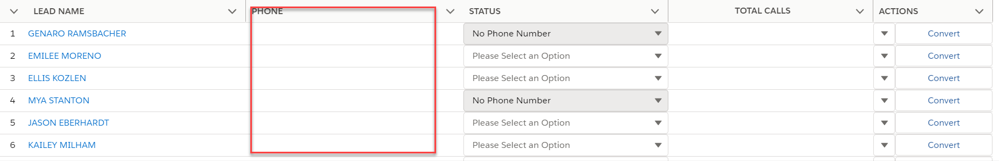 LEAD NAME PHONE STATUS TOTAL CALLS ACTIONS
1 GENARO RAMSBACHER No Phone Number Convert
2 EMILEE MORENO Please Select an Option Convert
3 ELLIS KOZLEN Please Select an Option Convert
4 MYA STANTON No Phone Number Convert
5 JASON EBERHARDT Please Select an Option Convert
6 KAILEY MILHAM Please Select an Option Convert